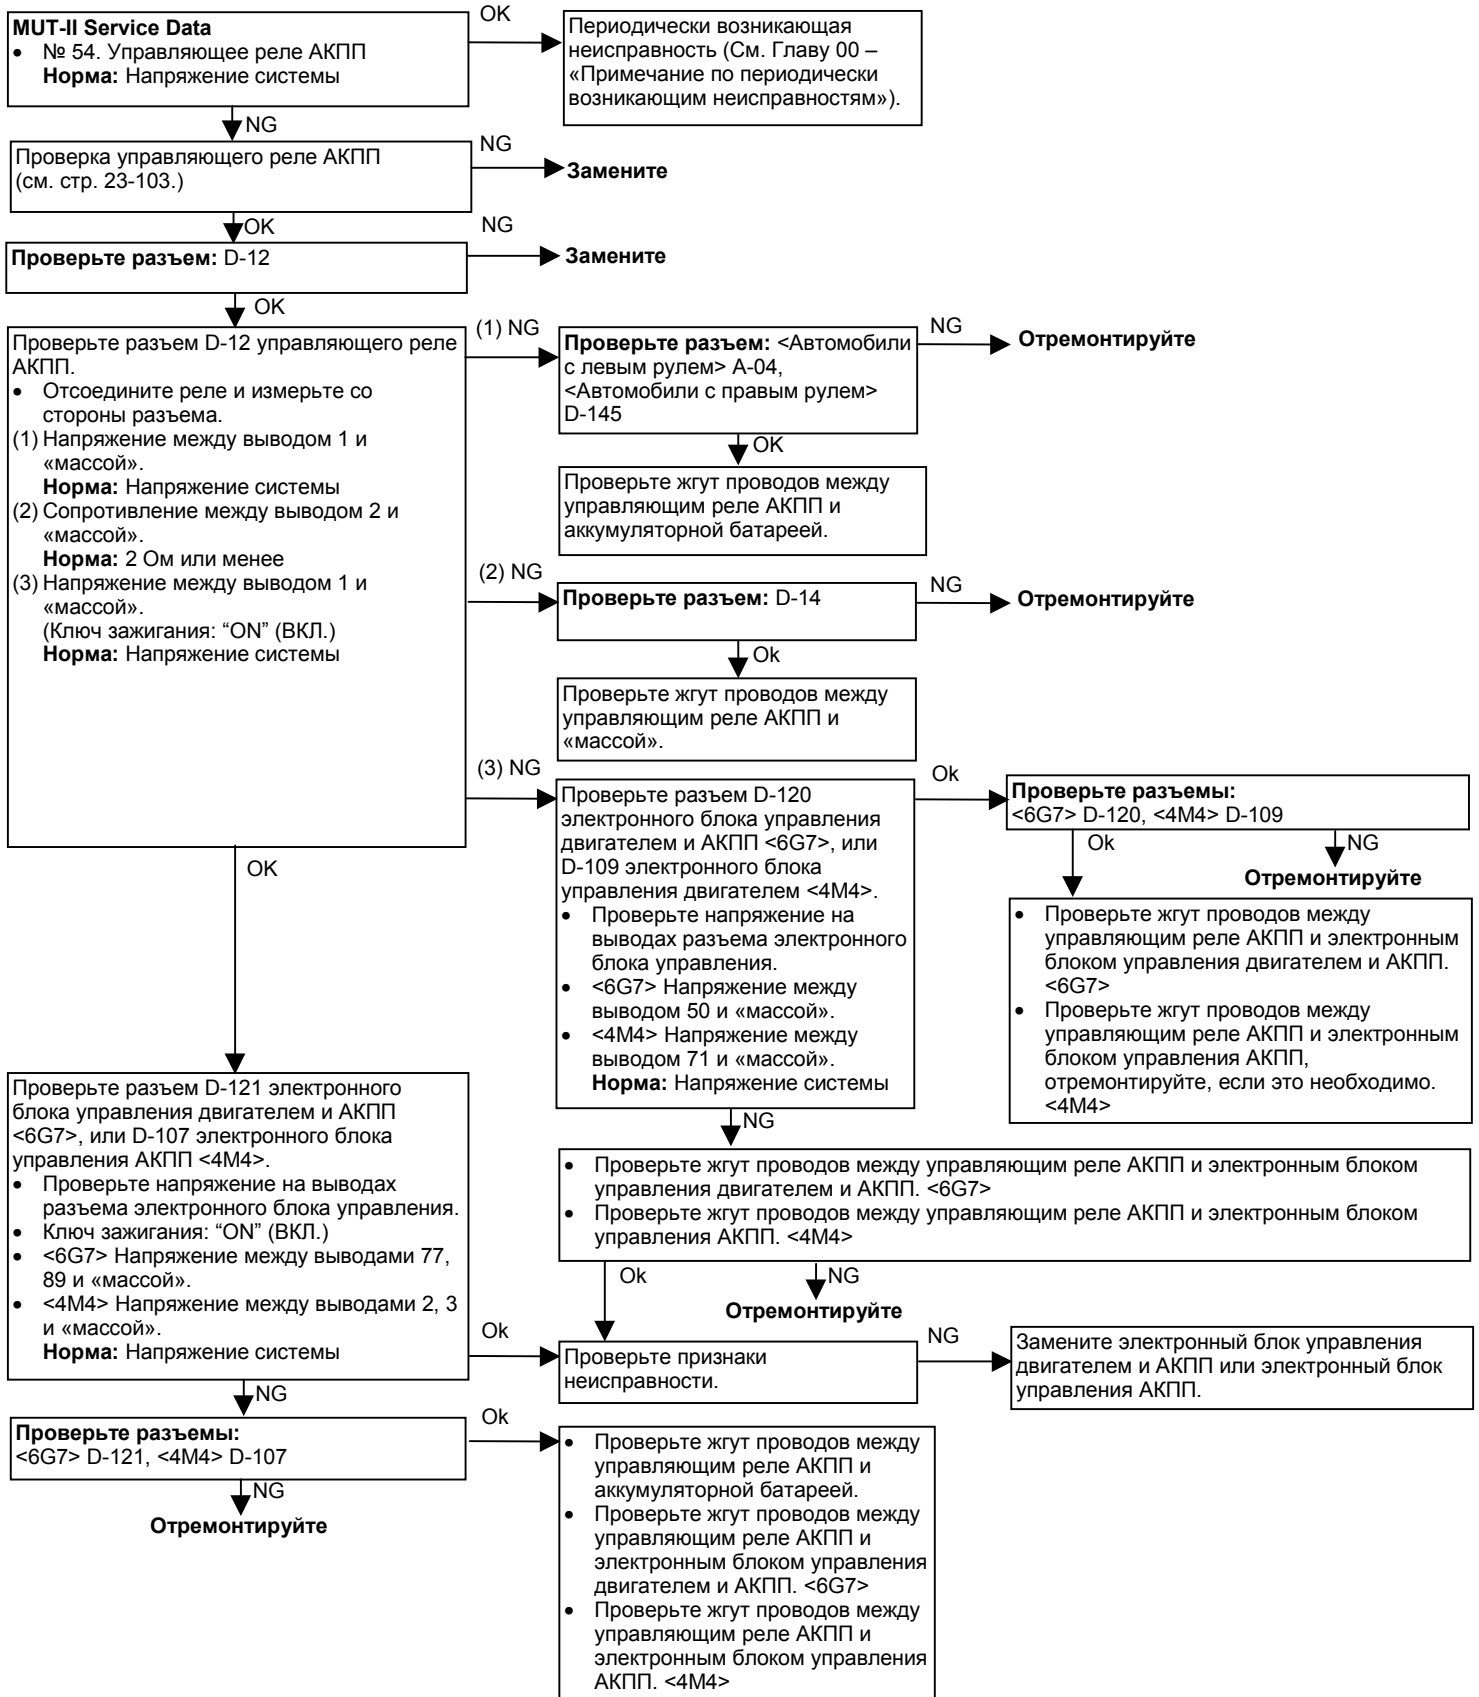 MUT-II Service Data
• № 54. Управляющее реле АКПП
Норма: Напряжение системы
OK
Периодически возникающая
неисправность (См. Главу 00 –
«Примечание по периодически
возникающим неисправностям»).
NG
Проверка управляющего реле АКПП
(см. стр. 23-103.)
NG
Замените
OK
Проверьте разъем: D-12
NG
Замените
OK
Проверьте разъем D-12 управляющего реле
АКПП.
• Отсоедините реле и измерьте со
стороны разъема.
(1) Напряжение между выводом 1 и
«массой».
Норма: Напряжение системы
(2) Сопротивление между выводом 2 и
«массой».
Норма: 2 Ом или менее
(3) Напряжение между выводом 1 и
«массой».
(Ключ зажигания: “ON” (ВКЛ.)
Норма: Напряжение системы
(1) NG
Проверьте разъем: <Автомобили
с левым рулем> A-04,
<Автомобили с правым рулем>
D-145
NG
Отремонтируйте
OK
Проверьте жгут проводов между
управляющим реле АКПП и
аккумуляторной батареей.
(2) NG
Проверьте разъем: D-14
NG
Отремонтируйте
Ok
Проверьте жгут проводов между
управляющим реле АКПП и
«массой».
(3) NG
Проверьте разъем D-120
электронного блока управления
двигателем и АКПП <6G7>, или
D-109 электронного блока
управления двигателем <4M4>.
• Проверьте напряжение на
выводах разъема электронного
блока управления.
• <6G7> Напряжение между
выводом 50 и «массой».
• <4M4> Напряжение между
выводом 71 и «массой».
Норма: Напряжение системы
Ok
Проверьте разъемы:
<6G7> D-120, <4M4> D-109
Ok
NG
Отремонтируйте
• Проверьте жгут проводов между
управляющим реле АКПП и электронным
блоком управления двигателем и АКПП.
<6G7>
• Проверьте жгут проводов между
управляющим реле АКПП и электронным
блоком управления АКПП,
отремонтируйте, если это необходимо.
<4M4>
OK
NG
• Проверьте жгут проводов между управляющим реле АКПП и электронным блоком
управления двигателем и АКПП. <6G7>
• Проверьте жгут проводов между управляющим реле АКПП и электронным блоком
управления АКПП. <4M4>
Ok
NG
Отремонтируйте
Проверьте разъем D-121 электронного
блока управления двигателем и АКПП
<6G7>, или D-107 электронного блока
управления АКПП <4M4>.
• Проверьте напряжение на выводах
разъема электронного блока управления.
• Ключ зажигания: “ON” (ВКЛ.)
• <6G7> Напряжение между выводами 77,
89 и «массой».
• <4M4> Напряжение между выводами 2, 3
и «массой».
Норма: Напряжение системы
Ok
Проверьте признаки
неисправности.
NG
Замените электронный блок управления
двигателем и АКПП или электронный блок
управления АКПП.
NG
Проверьте разъемы:
<6G7> D-121, <4M4> D-107
Ok
• Проверьте жгут проводов между
управляющим реле АКПП и
аккумуляторной батареей.
• Проверьте жгут проводов между
управляющим реле АКПП и
электронным блоком управления
двигателем и АКПП. <6G7>
• Проверьте жгут проводов между
управляющим реле АКПП и
электронным блоком управления
АКПП. <4M4>
NG
Отремонтируйте